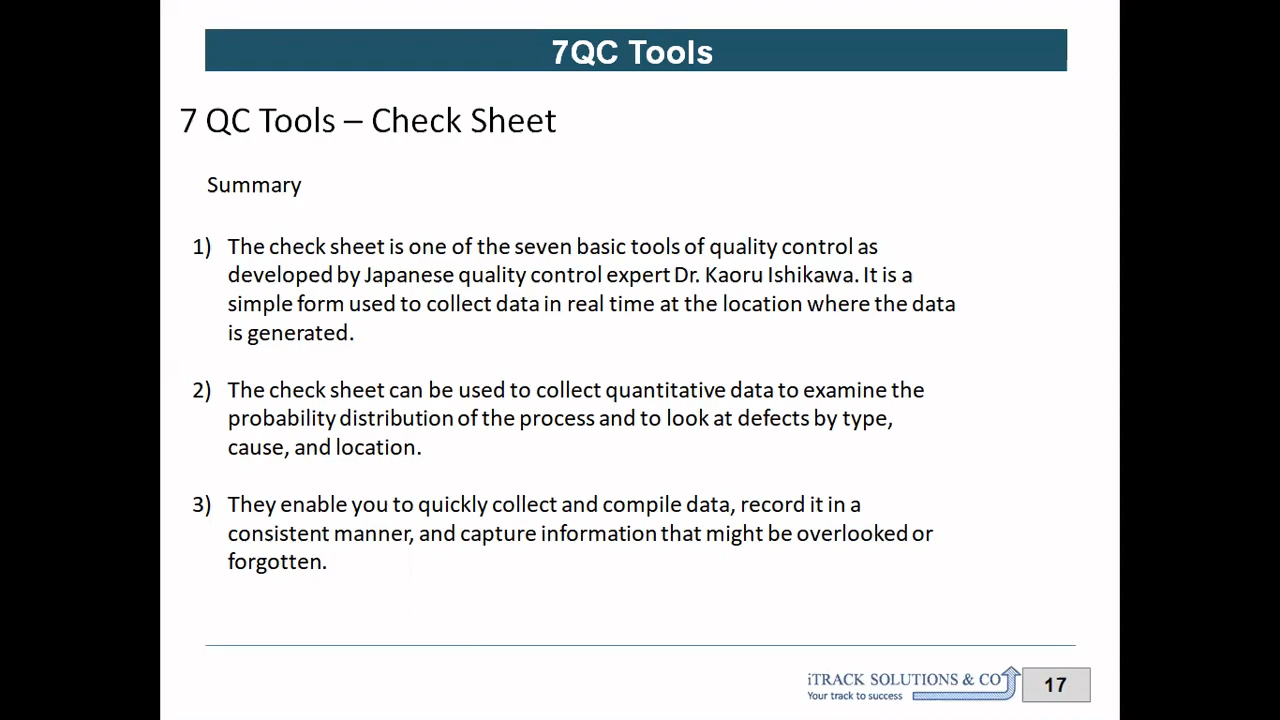 7QC Tools
7 QC Tools – Check Sheet
Summary
1) The check sheet is one of the seven basic tools of quality control as
developed by Japanese quality control expert Dr. Kaoru Ishikawa. It is a
simple form used to collect data in real time at the location where the data
is generated.
2) The check sheet can be used to collect quantitative data to examine the
probability distribution of the process and to look at defects by type,
cause, and location.
3) They enable you to quickly collect and compile data, record it in a
consistent manner, and capture information that might be overlooked or
forgotten.
iTRACK SOLUTIONS & CO
Your track to success
17